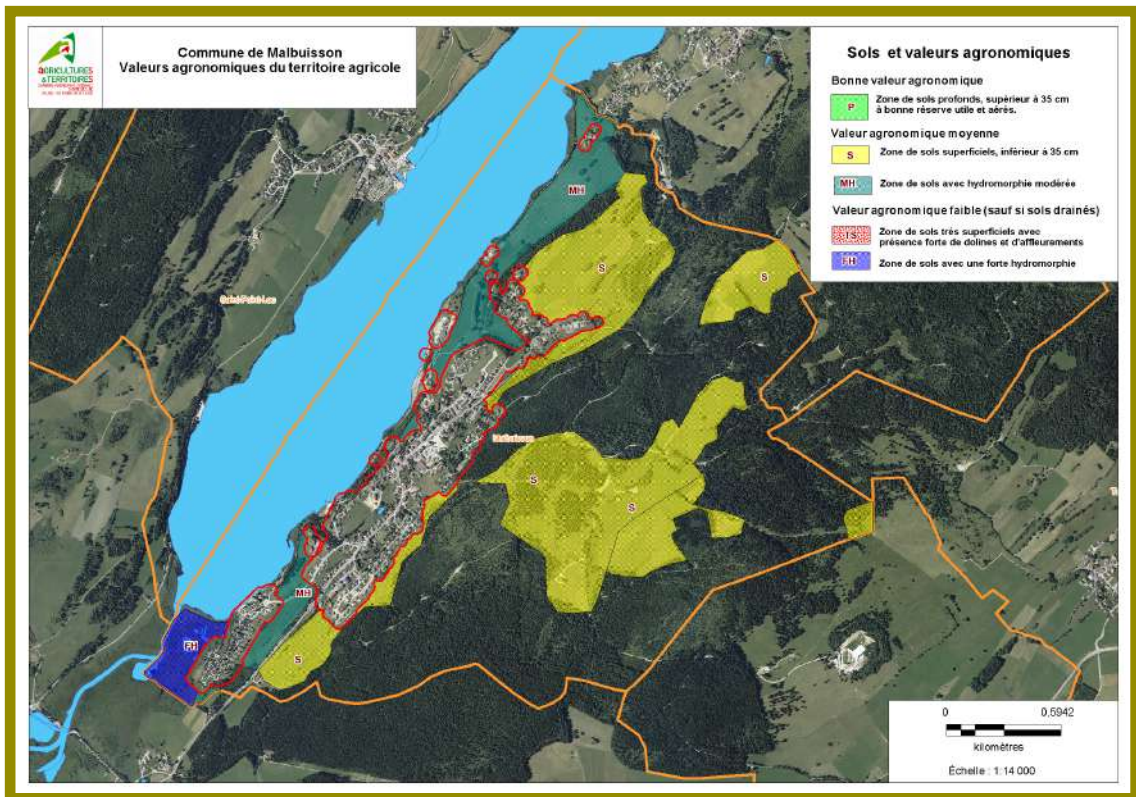 Commune de Malbuisson
Valeurs agronomiques du territoire agricole
AGRICULTURES
& TERRITOIRES
Sols et valeurs agronomiques
Bonne valeur agronomique
P
Zone de sols profonds, supérieur à 35 cm
à bonne réserve utile et aérés.
Valeur agronomique moyenne
S
Zone de sols superficiels, inférieur à 35 cm
MH
Zone de sols avec hydromorphie modérée
Valeur agronomique faible (sauf si sols drainés)
TS
Zone de sols très superficiels avec
présence forte de dolines et d'affleurements
FH
Zone de sols avec une forte hydromorphie
MH
S
S
Malbuisson
S
S
MH
FH
S
0
0,5942
kilomètres
Échelle : 1:14 000